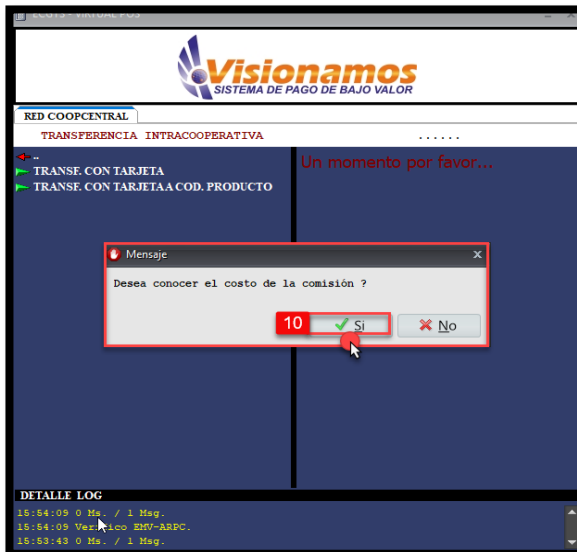 ECGTS - VIRTUAL POS
Visionamos
SISTEMA DE PAGO DE BAJO VALOR
RED COOPCENTRAL
TRANSFERENCIA INTRACOOPERATIVA ......
..
TRANSF. CON TARJETA
TRANSF. CON TARJETA A COD. PRODUCTO
Un momento por favor...
Mensaje x
Desea conocer el costo de la comisión ?
10 Si No
DETALLE LOG
15:54:09 0 Ms. / 1 Msg.
15:54:09 Verifico EMV-ARPC.
15:53:43 0 Ms. / 1 Msg.